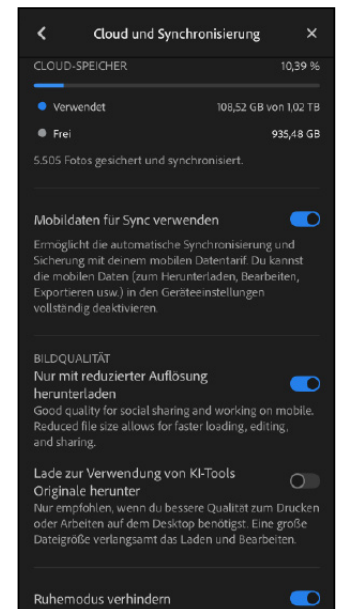 Cloud und Synchronisierung
CLOUD-SPEICHER 10,39 %
Verwendet 108,52 GB von 1,02 TB
Frei 935,48 GB
5.505 Fotos gesichert und synchronisiert.
Mobildaten für Sync verwenden
Ermöglicht die automatische Synchronisierung und
Sicherung mit deinem mobilen Datentarif. Du kannst
die mobilen Daten (zum Herunterladen, Bearbeiten,
Exportieren usw.) in den Geräteeinstellungen
vollständig deaktivieren.
BILDQUALITÄT
Nur mit reduzierter Auflösung
herunterladen
Good quality for social sharing and working on mobile.
Reduced file size allows for faster loading, editing,
and sharing.
Lade zur Verwendung von KI-Tools
Originale herunter
Nur empfohlen, wenn du bessere Qualität zum Drucken
oder Arbeiten auf dem Desktop benötigst. Eine große
Dateigröße verlangsamt das Laden und Bearbeiten.
Ruhemodus verhindern